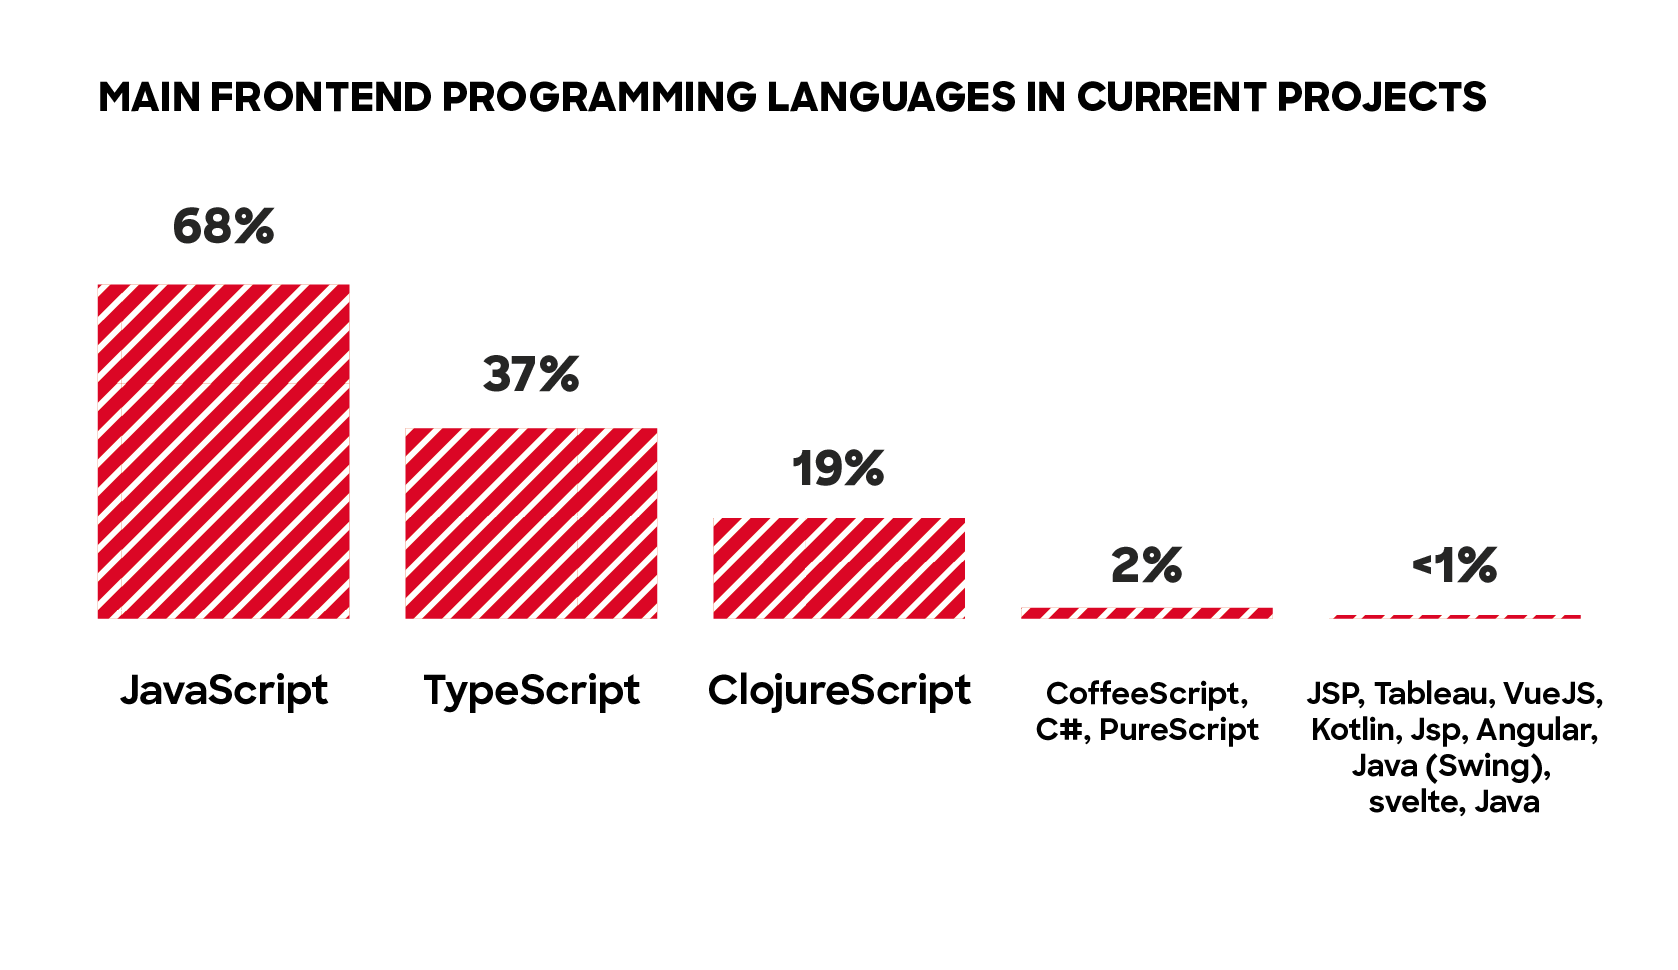 MAIN FRONTEND PROGRAMMING LANGUAGES IN CURRENT PROJECTS
68%
37%
19%
2%
<1%
JavaScript
TypeScript
ClojureScript
CoffeeScript,
C#, PureScript
JSP, Tableau, VueJS,
Kotlin, Jsp, Angular,
Java (Swing),
svelte, Java